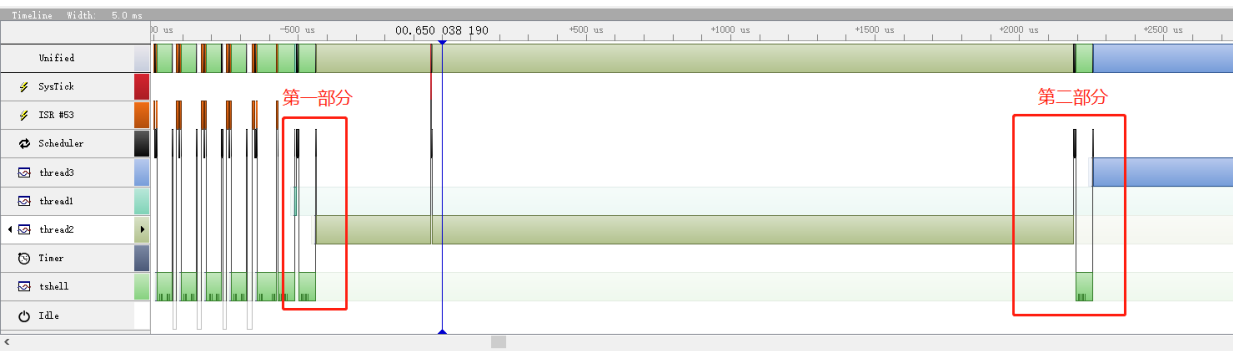 Timeline Width: 5.0 ms
00 us -500 us 00.650 038 190 +500 us +1000 us +1500 us +2000 us +2500 us
Unified
SysTick
第一部分 第二部分
ISR #53
Scheduler
thread3
thread1
thread2
Timer
tshell
Idle